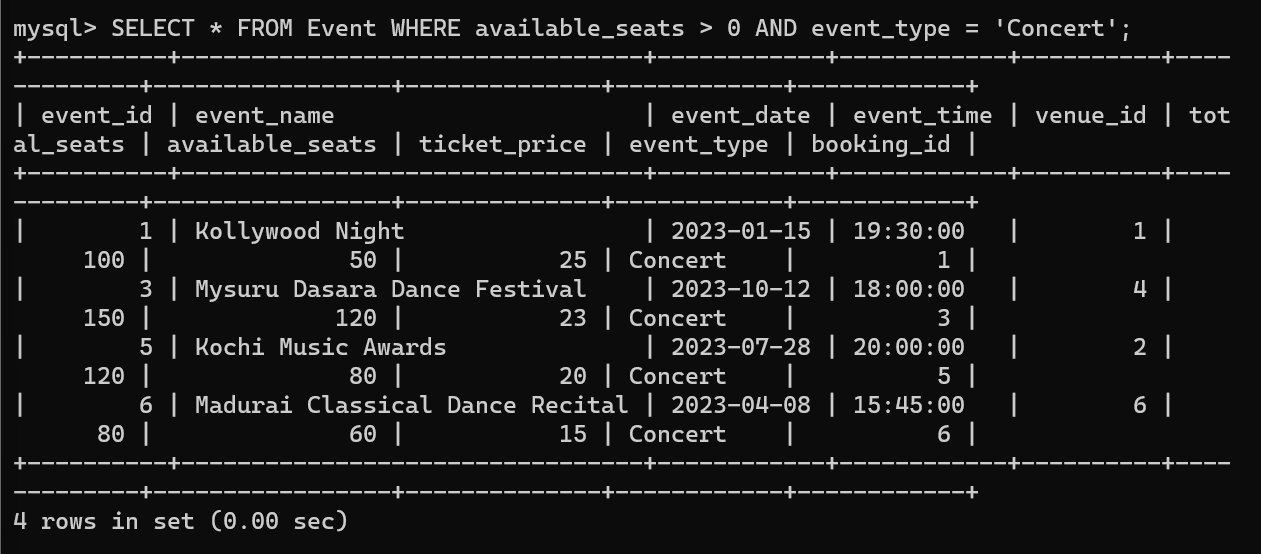 mysql> SELECT * FROM Event WHERE available_seats > 0 AND event_type = 'Concert';
+----------+---------------------------------+------------+------------+----------+----
---------+-----------------+--------------+------------+------------+
| event_id | event_name                      | event_date | event_time | venue_id | tot
al_seats | available_seats | ticket_price | event_type | booking_id |
+----------+---------------------------------+------------+------------+----------+----
---------+-----------------+--------------+------------+------------+
|        1 | Kollywood Night                 | 2023-01-15 | 19:30:00   |        1 |
     100 |              50 |           25 | Concert    |          1 |
|        3 | Mysuru Dasara Dance Festival    | 2023-10-12 | 18:00:00   |        4 |
     150 |             120 |           23 | Concert    |          3 |
|        5 | Kochi Music Awards              | 2023-07-28 | 20:00:00   |        2 |
     120 |              80 |           20 | Concert    |          5 |
|        6 | Madurai Classical Dance Recital | 2023-04-08 | 15:45:00   |        6 |
      80 |              60 |           15 | Concert    |          6 |
+----------+---------------------------------+------------+------------+----------+----
---------+-----------------+--------------+------------+------------+
4 rows in set (0.00 sec)